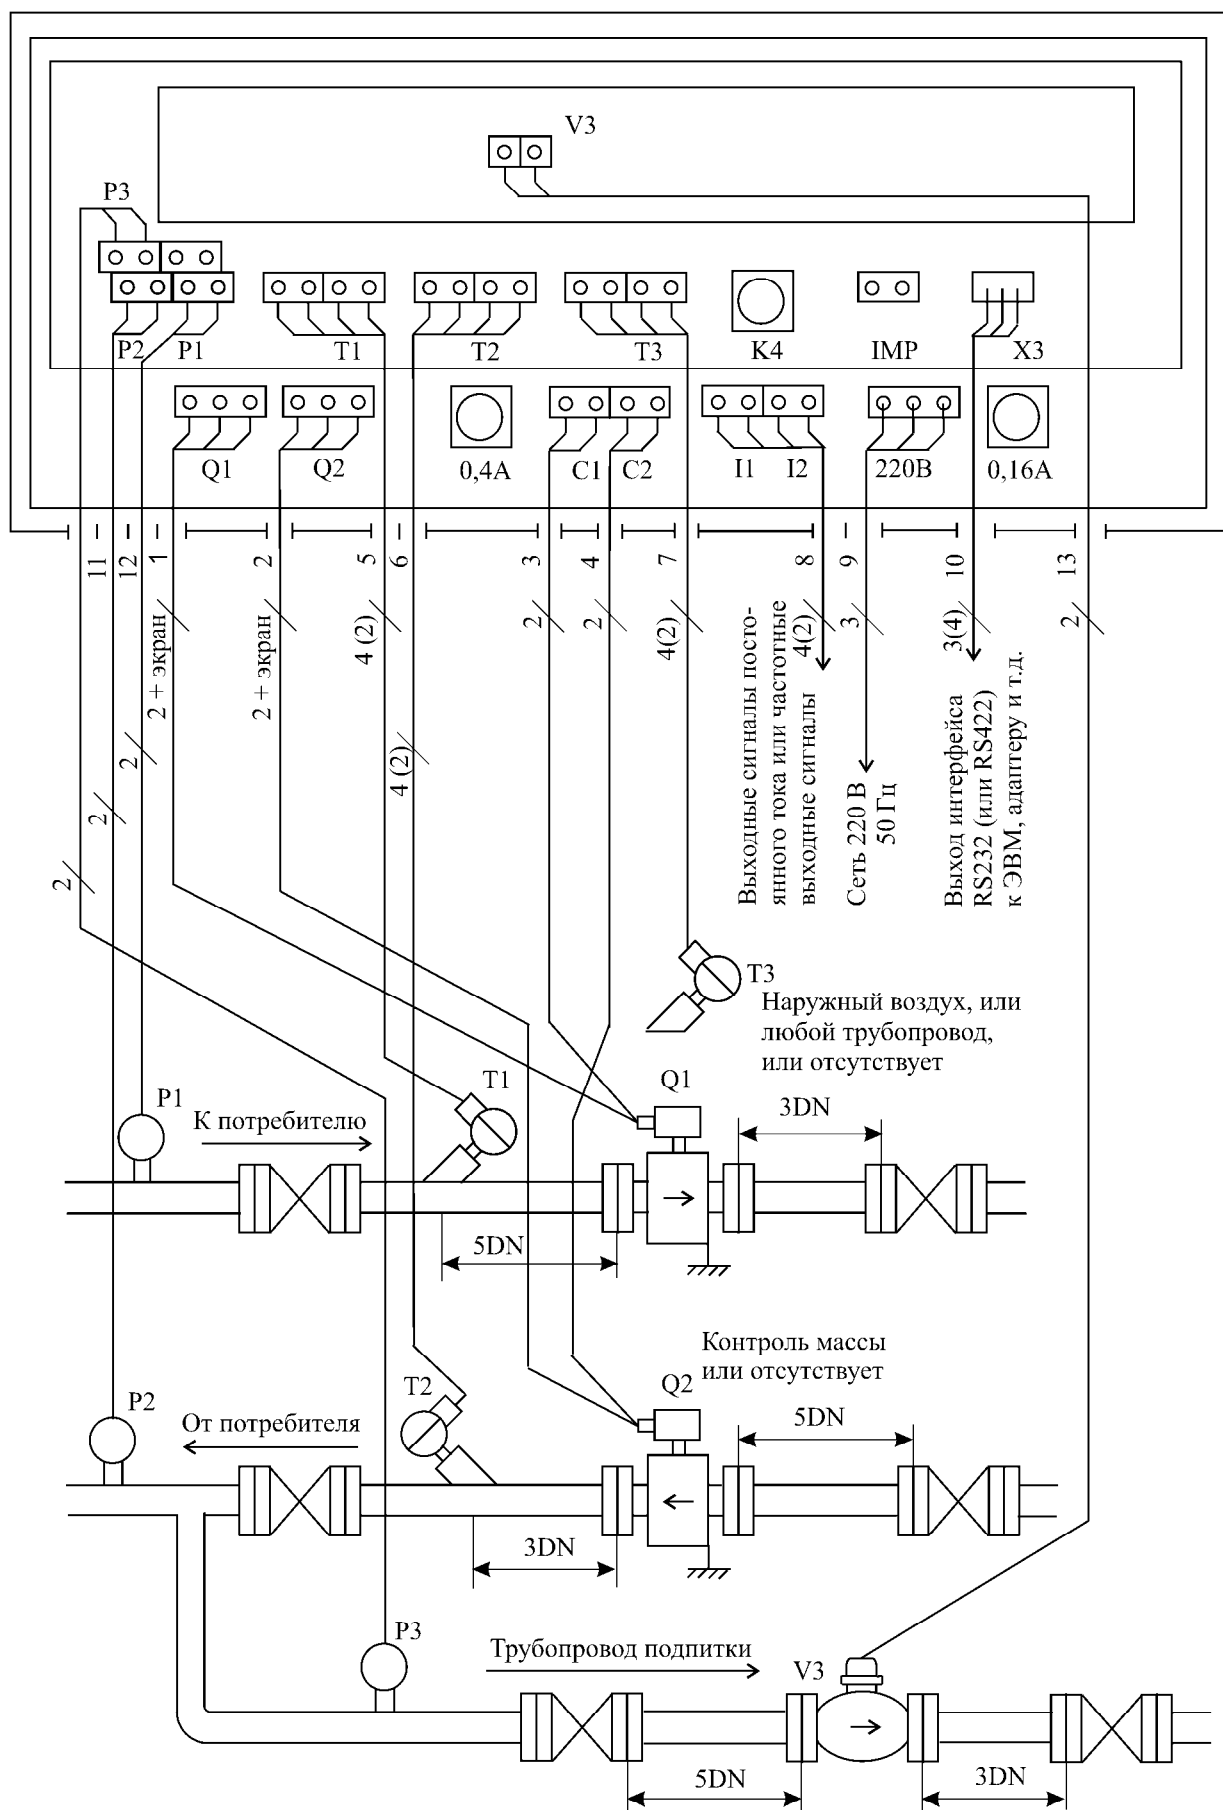 V3
P3
P2
P1
T1
T2
T3
K4
IMP
X3
Q1
Q2
0,4A
C1
C2
I1
I2
220B
0,16A
11
12
1
2
5
6
3
4
7
8
9
10
13
2 + экран
2 + экран
4 (2)
4 (2)
2
2
2
2
2
4(2)
4(2)
3
3(4)
2
Выходные сигналы посто-
янного тока или частотные
выходные сигналы
Сеть 220 В
50 Гц
Выход интерфейса
RS232 (или RS422)
к ЭВМ, адаптеру и т.д.
T3
Наружный воздух, или
любой трубопровод,
или отсутствует
P1
К потребителю
T1
Q1
3DN
5DN
Контроль массы
или отсутствует
P2
От потребителя
T2
Q2
5DN
3DN
P3
Трубопровод подпитки
V3
5DN
3DN